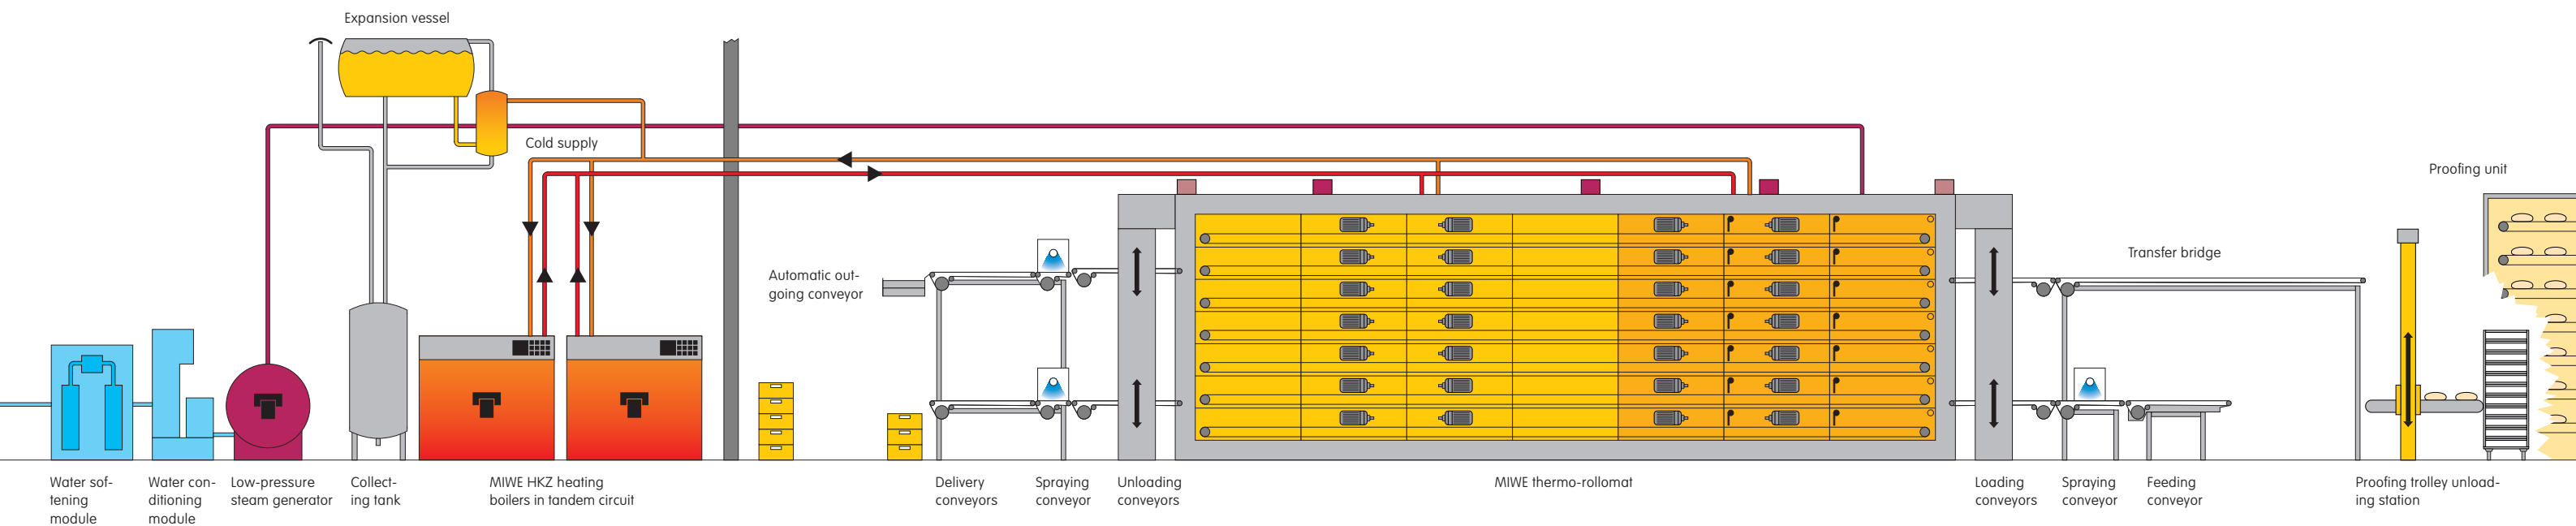 Expansion vessel
Cold supply
Proofing unit
Transfer bridge
Automatic out-
going conveyor
Water sof-
tening
module
Water con-
ditioning
module
Low-pressure
steam generator
Collect-
ing tank
MIWE HKZ heating
boilers in tandem circuit
Delivery
conveyors
Spraying
conveyor
Unloading
conveyors
MIWE thermo-rollomat
Loading
conveyors
Spraying
conveyor
Feeding
conveyor
Proofing trolley unload-
ing station